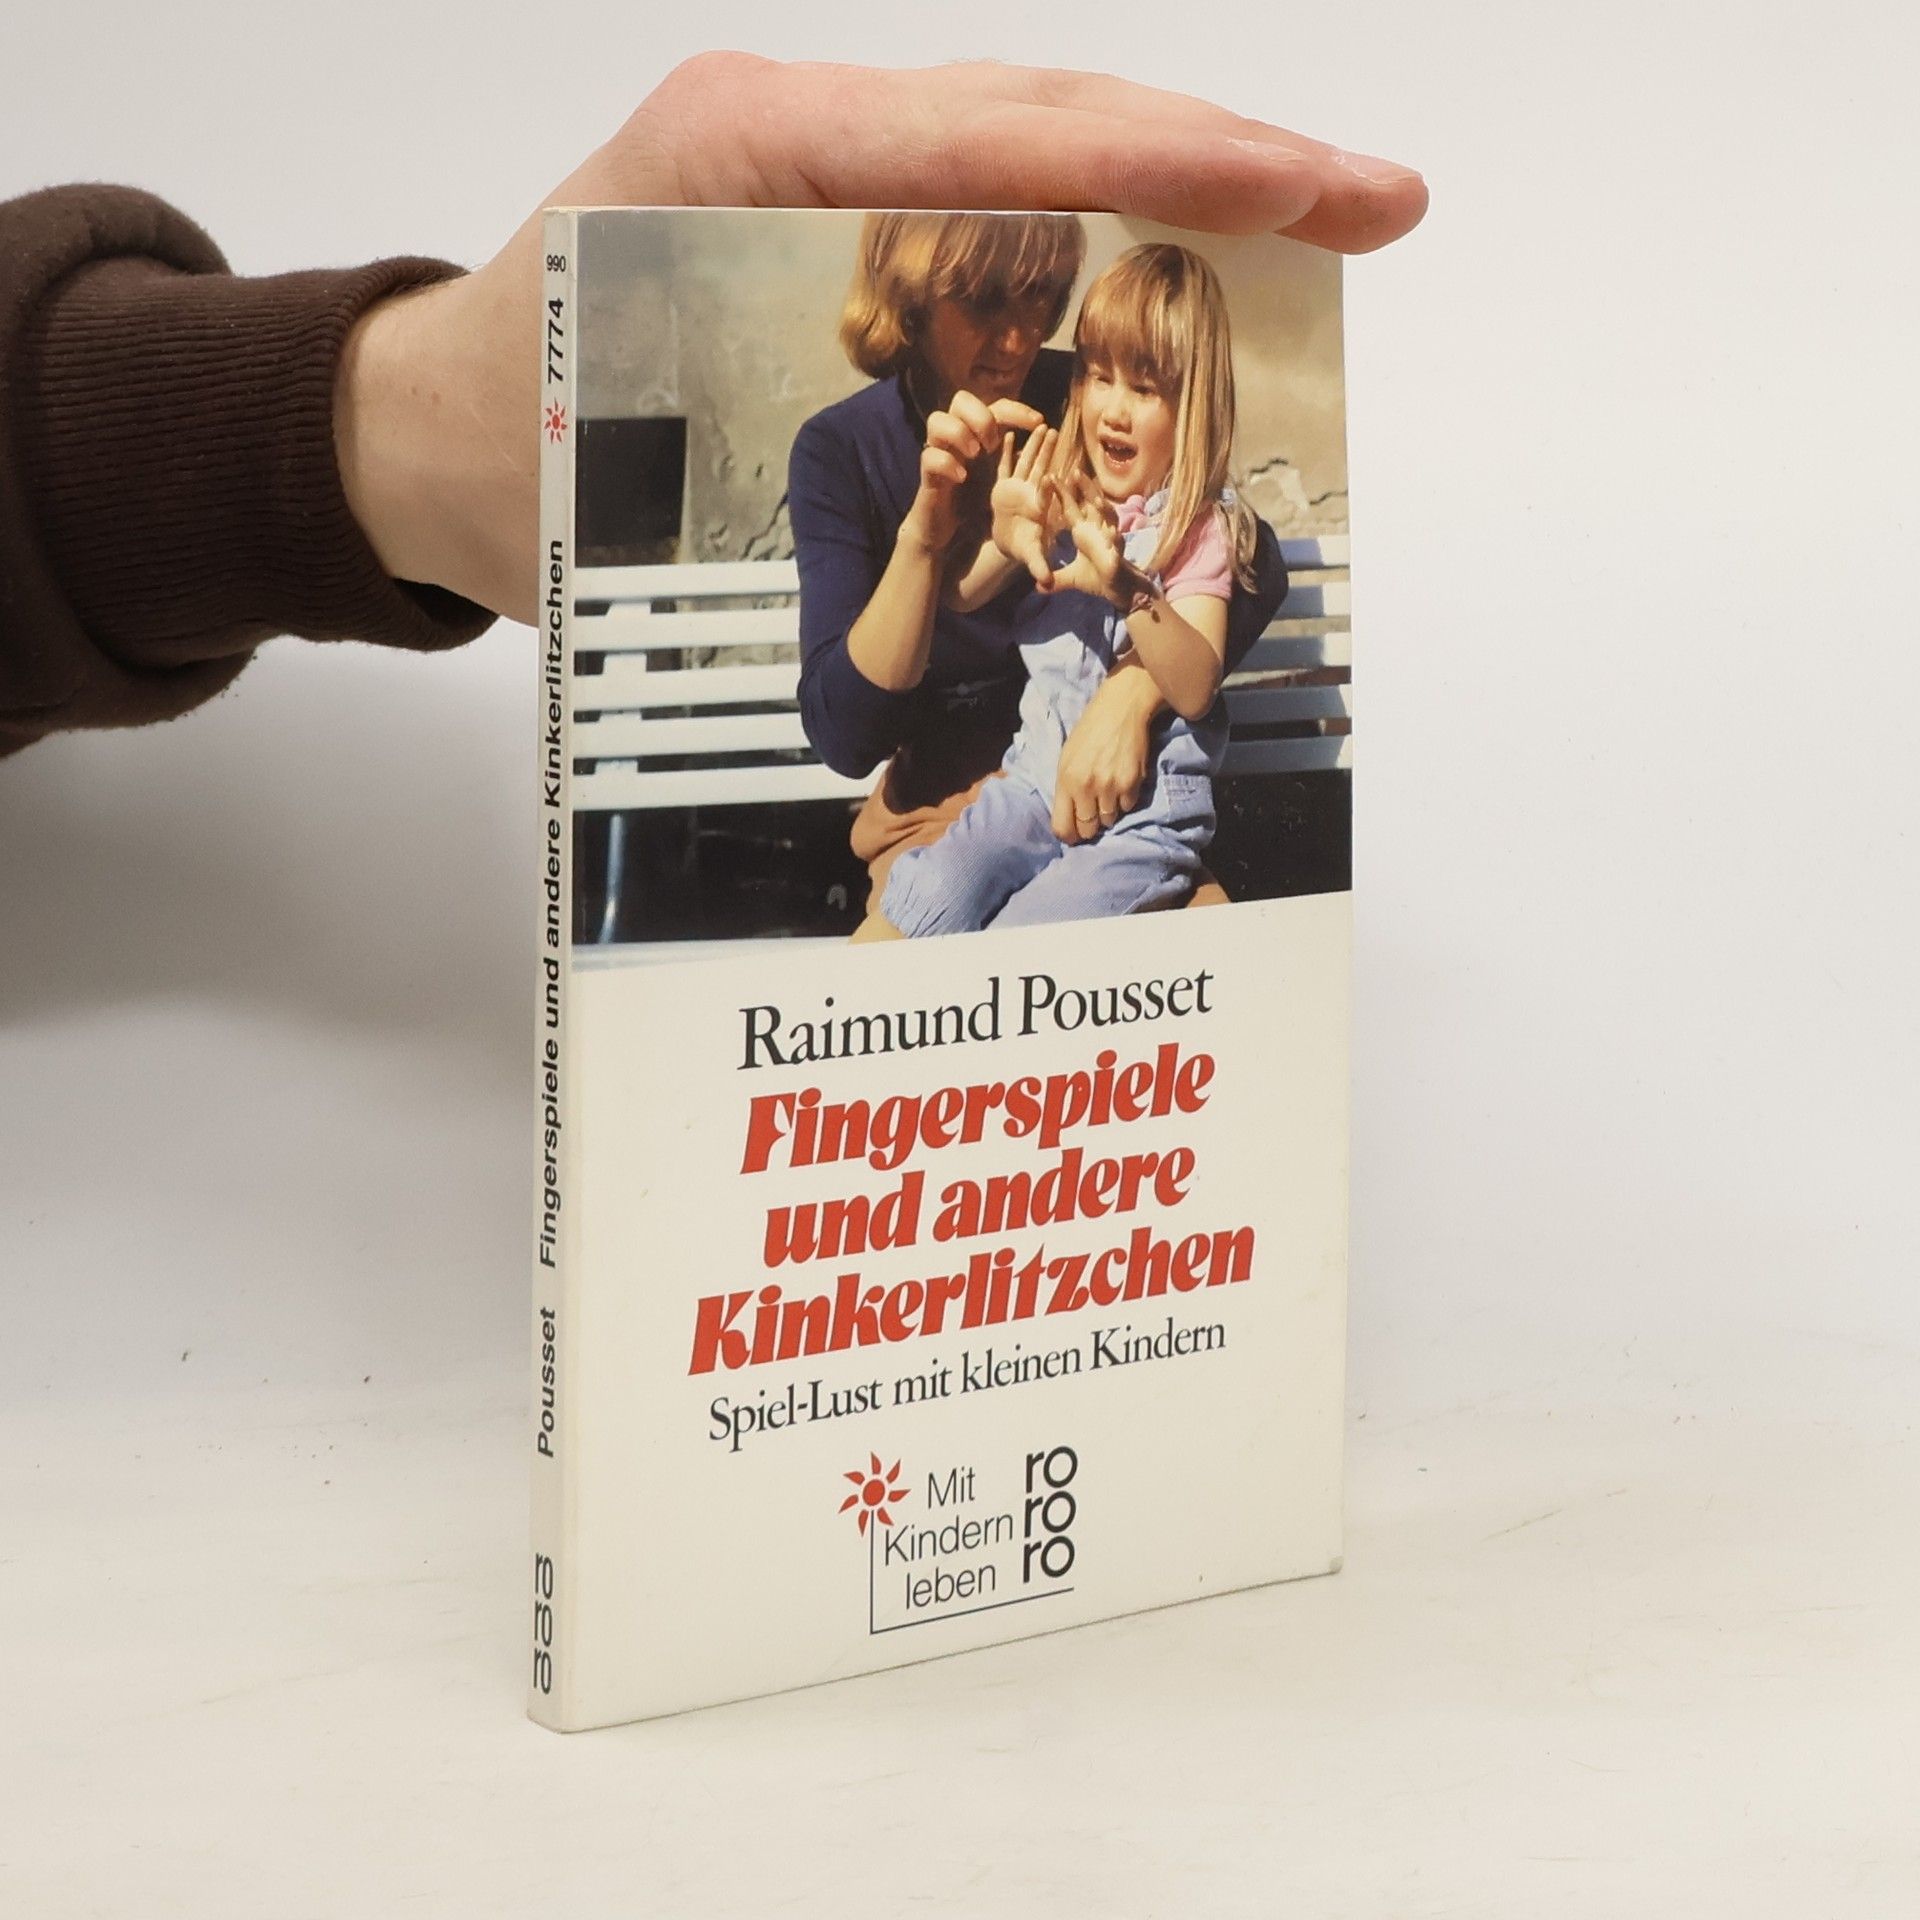 Raimund Pousset
Fingerspiele
und andere
Kinkerlitzchen
Spiel-Lust mit kleinen Kindern
Mit
Kindern
leben
ro
ro
ro
990
7774
Pousset Fingerspiele und andere Kinkerlitzchen
ro
ro
ro